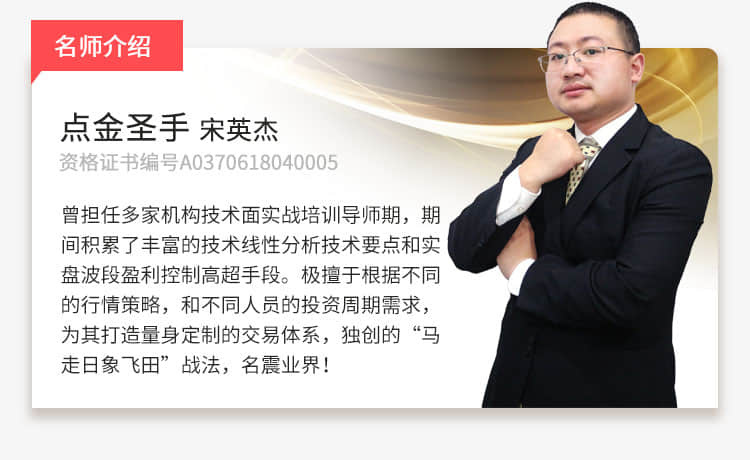 名师介绍
点金圣手 宋英杰
资格证书编号A0370618040005
曾担任多家机构技术面实战培训导师期，期
间积累了丰富的技术线性分析技术要点和实
盘波段盈利控制高超手段。极擅于根据不同
的行情策略，和不同人员的投资周期需求，
为其打造量身定制的交易体系，独创的“马
走日象飞田”战法，名震业界！